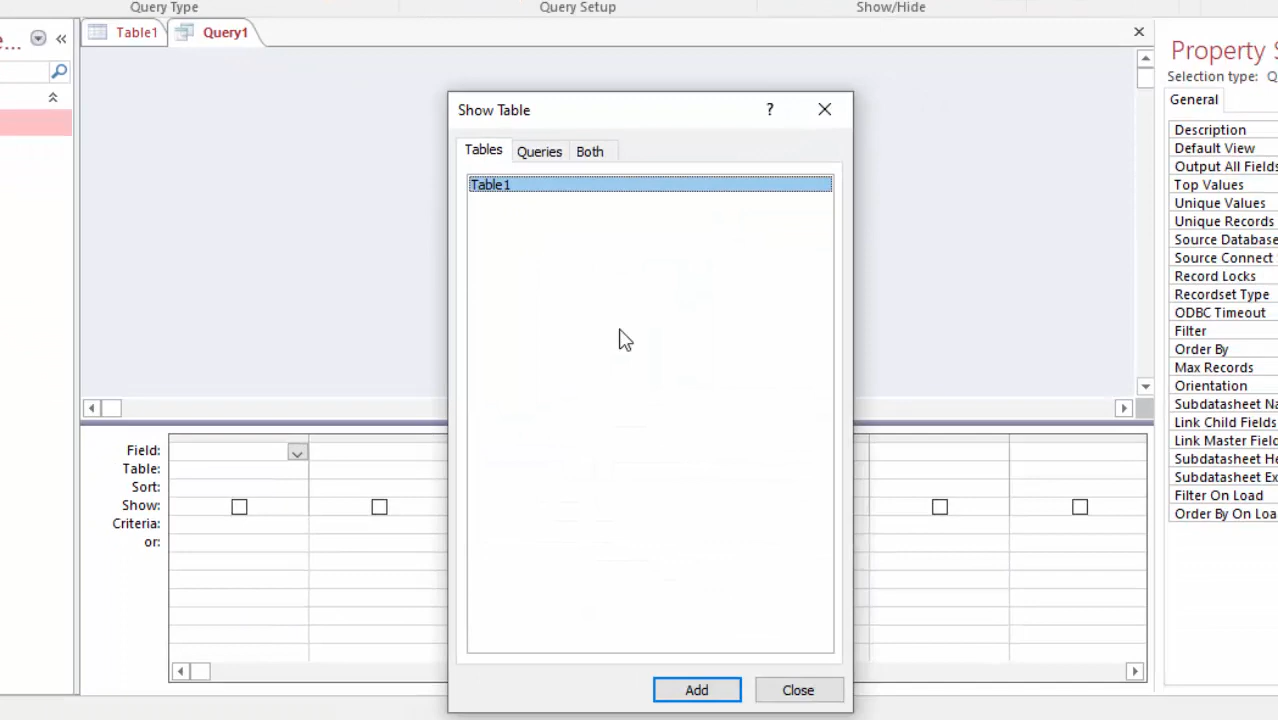 Query Type
Query Setup
Show/Hide
Table1
Query1
Property S
Selection type: Q
General
Show Table
?
Tables
Queries
Both
Table1
Description
Default View
Output All Fields
Top Values
Unique Values
Unique Records
Source Database
Source Connect
Record Locks
Recordset Type
ODBC Timeout
Filter
Order By
Max Records
Orientation
Subdatasheet Na
Link Child Fields
Link Master Field
Subdatasheet He
Subdatasheet Ex
Filter On Load
Order By On Loa
Field:
Table:
Sort:
Show:
Criteria:
or:
Add
Close